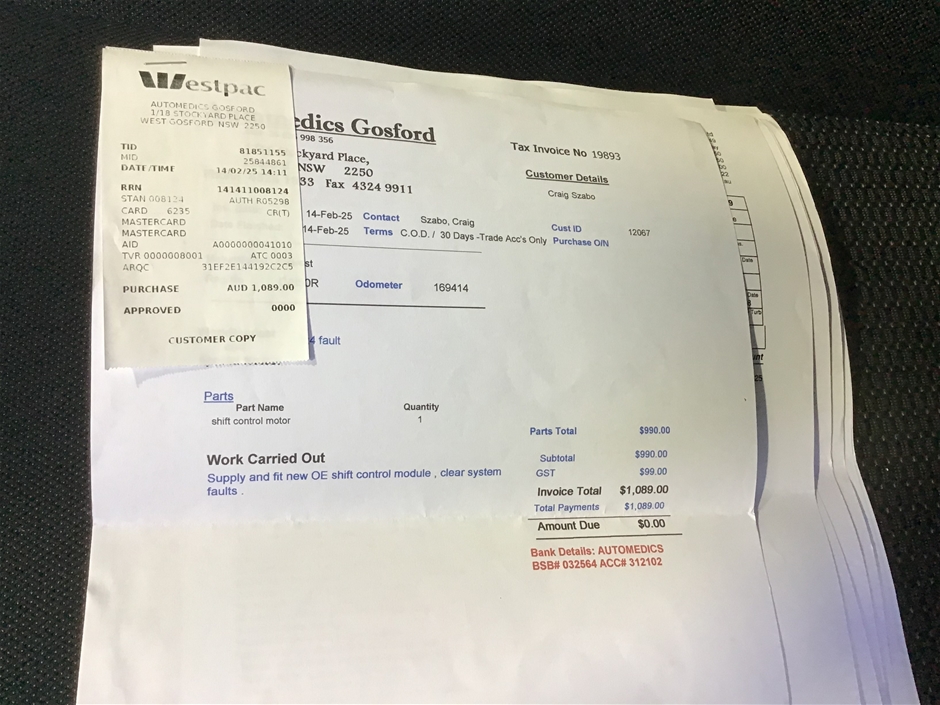 Westpac
AUTOMEDICS GOSFORD
1/18 STOCKYARD PLACE
WEST GOSFORD NSW 2250
TID 81851155
MID 25844861
DATE/TIME 14/02/25 14:11
RRN 141411008124
STAN 008124 AUTH R05298
CARD 6235 CR(T)
MASTERCARD
MASTERCARD
AID A0000000041010
TVR 0000008001 ATC 0003
ARQC 31EF2E144192C2C5
PURCHASE AUD 1,089.00
APPROVED 0000
CUSTOMER COPY
edics Gosford
998 356
ckyard Place,
NSW 2250
33 Fax 4324 9911
Tax Invoice No 19893
Customer Details
Craig Szabo
14-Feb-25 Contact Szabo, Craig
Cust ID 12067
14-Feb-25 Terms C.O.D. / 30 Days -Trade Acc's Only Purchase O/N
st
OR Odometer 169414
4 fault
Parts
Part Name Quantity
shift control motor 1
Parts Total $990.00
Work Carried Out
Supply and fit new OE shift control module , clear system
faults .
Subtotal $990.00
GST $99.00
Invoice Total $1,089.00
Total Payments $1,089.00
Amount Due $0.00
Bank Details: AUTOMEDICS
BSB# 032564 ACC# 312102